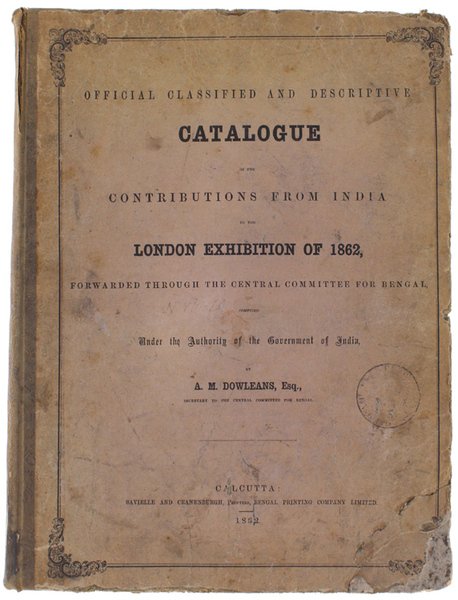 OFFICIAL CLASSIFIED AND DESCRIPTIVE
CATALOGUE
OF THE
CONTRIBUTIONS FROM INDIA
TO THE
LONDON EXHIBITION OF 1862,
FORWARDED THROUGH THE CENTRAL COMMITTEE FOR BENGAL,
COMPILED
Under the Authority of the Government of India,
BY
A. M. DOWLEANS, Esq.,
SECRETARY TO THE CENTRAL COMMITTEE FOR BENGAL
CALCUTTA:
SAVIELLE AND CRANENBURGH, Printers, BENGAL PRINTING COMPANY LIMITED.
1862